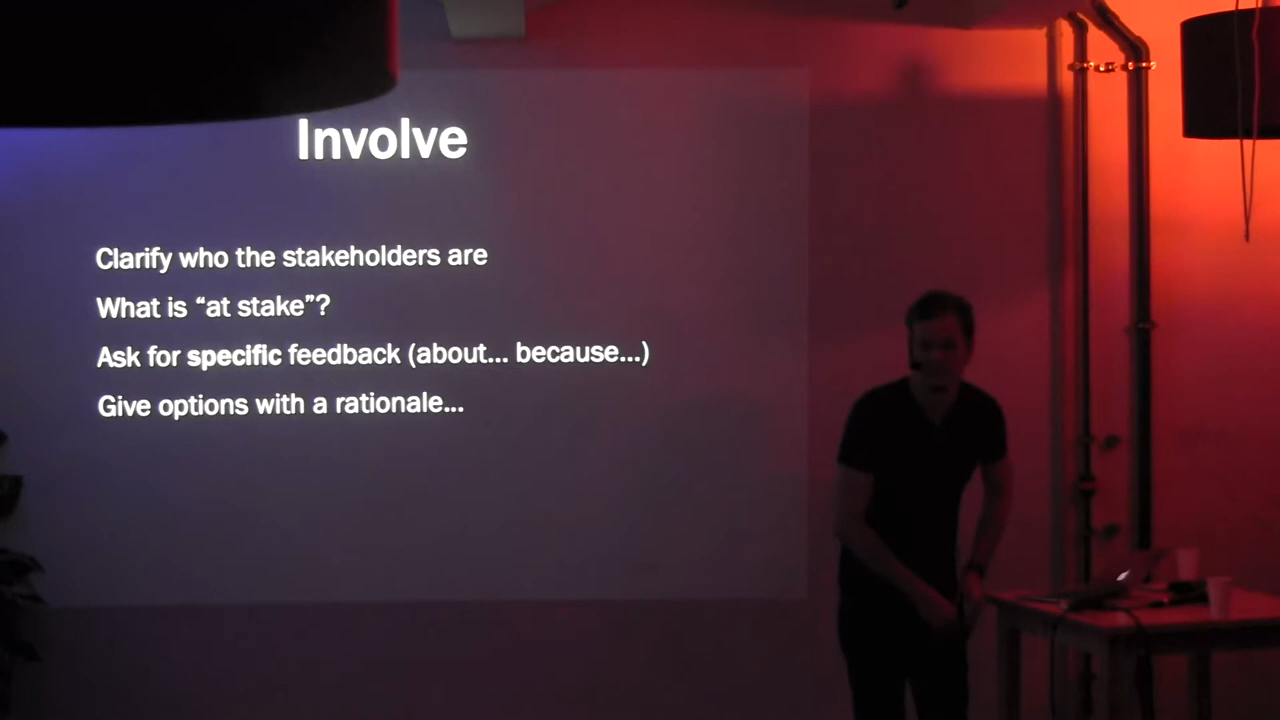 Involve
Clarify who the stakeholders are
What is “at stake”?
Ask for specific feedback (about... because...)
Give options with a rationale...